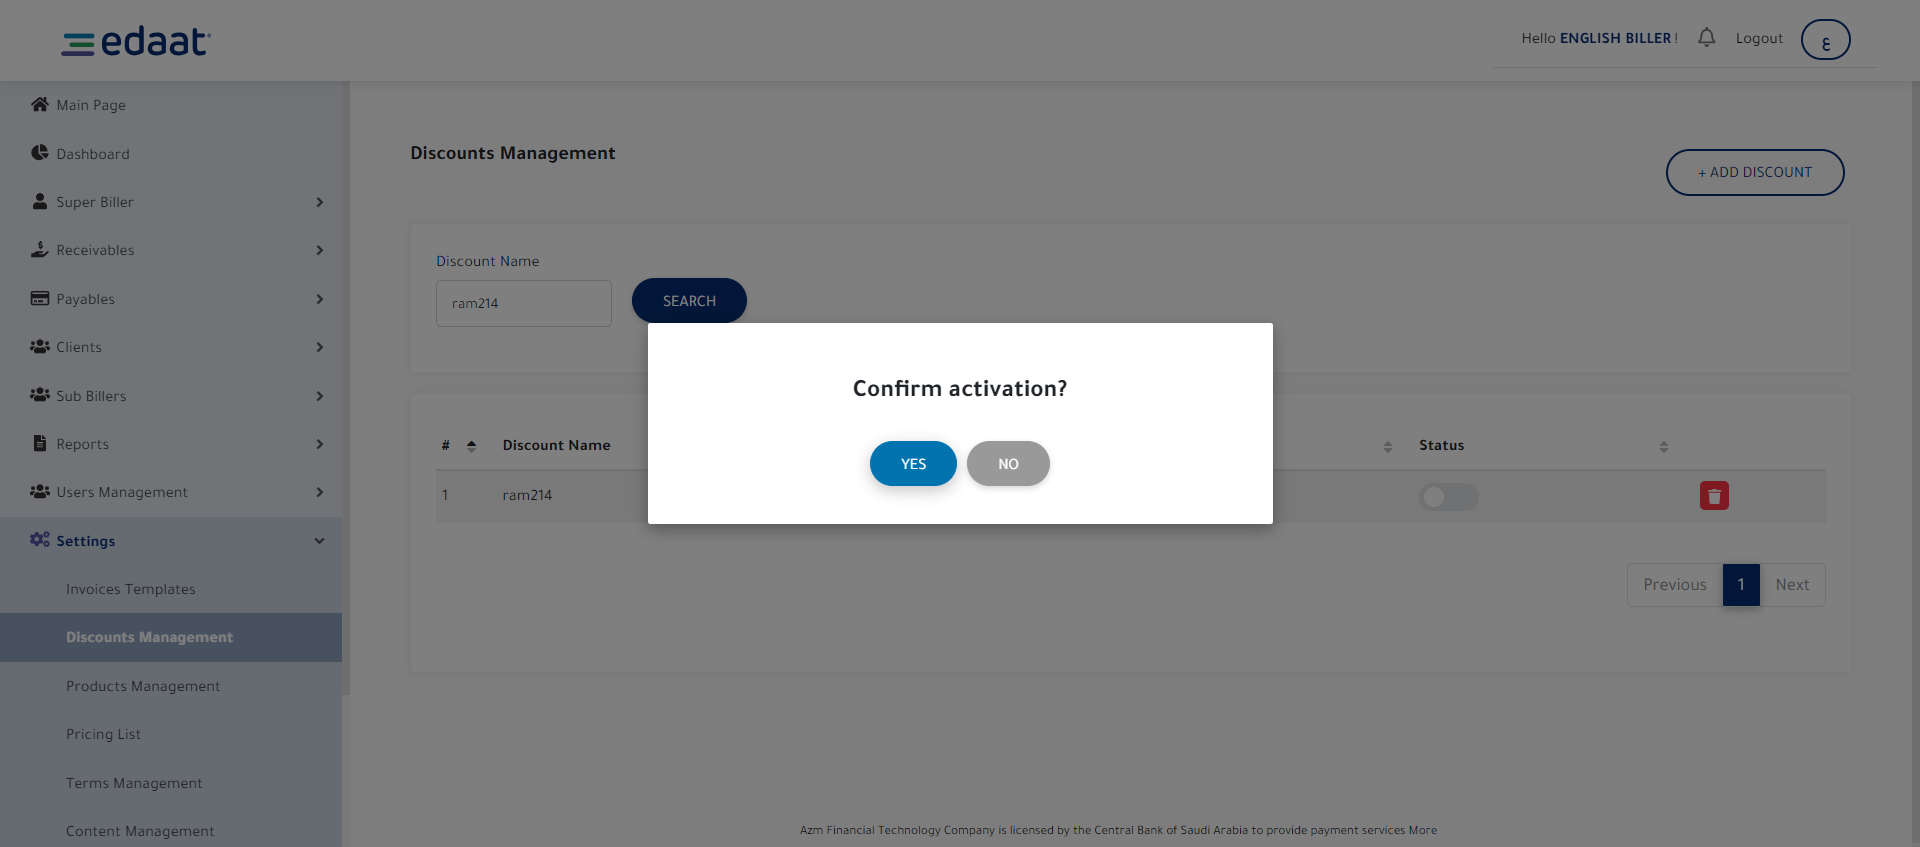 edaat
Hello ENGLISH BILLER !
Logout
ع
Main Page
Dashboard
Super Biller
Receivables
Payables
Clients
Sub Billers
Reports
Users Management
Settings
Invoices Templates
Discounts Management
Products Management
Pricing List
Terms Management
Content Management
Discounts Management
+ ADD DISCOUNT
Discount Name
ram214
SEARCH
Confirm activation?
YES
NO
# Discount Name Status
1 ram214
Previous 1 Next
Azm Financial Technology Company is licensed by the Central Bank of Saudi Arabia to provide payment services More